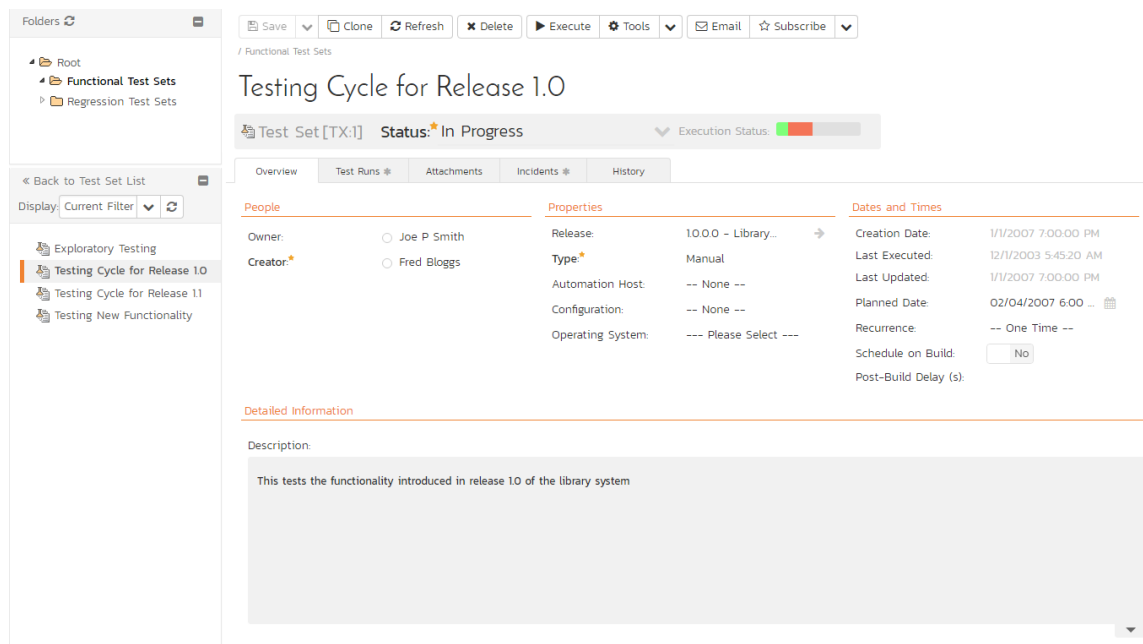 Folders
Root
Functional Test Sets
Regression Test Sets
« Back to Test Set List
Display: Current Filter
Exploratory Testing
Testing Cycle for Release 1.0
Testing Cycle for Release 1.1
Testing New Functionality
Save Clone Refresh Delete Execute Tools Email Subscribe
/ Functional Test Sets
Testing Cycle for Release 1.0
Test Set [TX:1] Status:* In Progress Execution Status:
Overview Test Runs Attachments Incidents History
People
Owner: Joe P Smith
Creator:* Fred Bloggs
Properties
Release: 1.0.0.0 - Library...
Type:* Manual
Automation Host: -- None --
Configuration: -- None --
Operating System: --- Please Select ---
Dates and Times
Creation Date: 1/1/2007 7:00:00 PM
Last Executed: 12/1/2003 5:45:20 AM
Last Updated: 1/1/2007 7:00:00 PM
Planned Date: 02/04/2007 6:00 ...
Recurrence: -- One Time --
Schedule on Build: No
Post-Build Delay (s):
Detailed Information
Description:
This tests the functionality introduced in release 1.0 of the library system